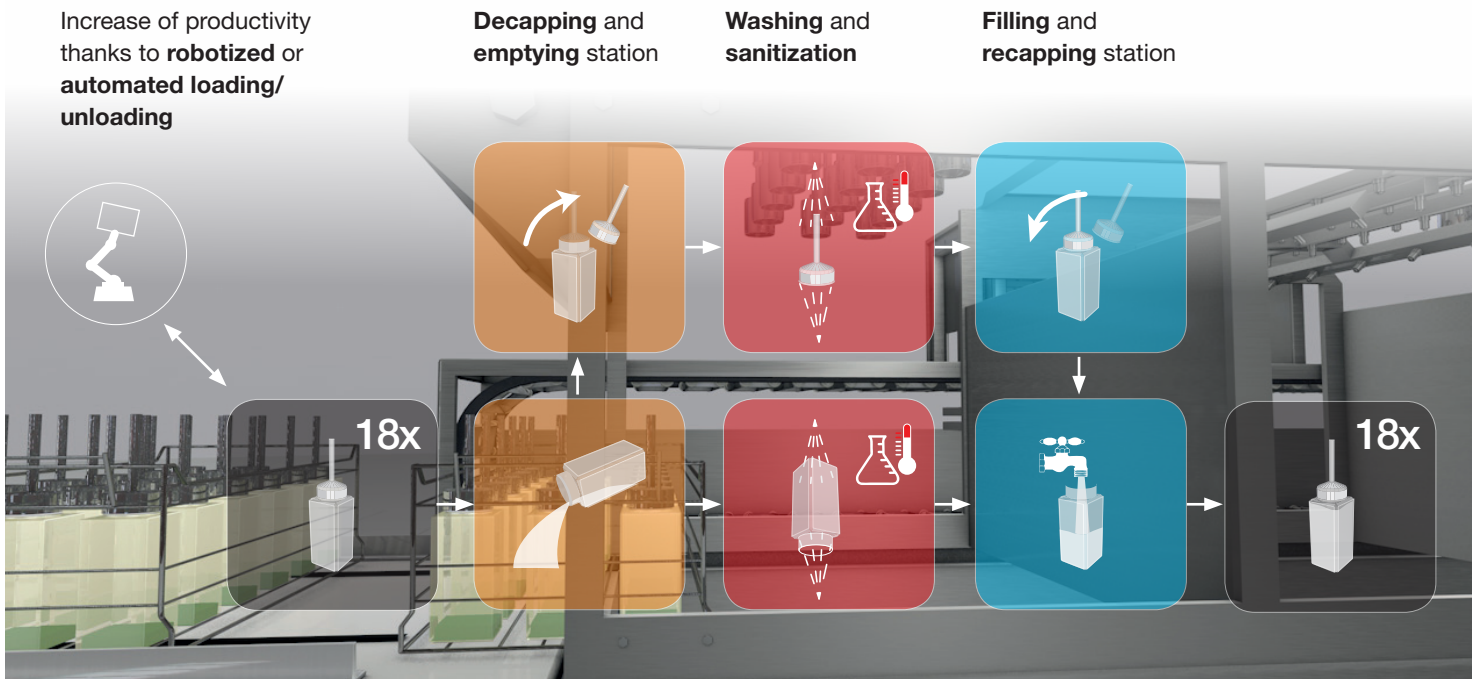 Increase of productivity
thanks to robotized or
automated loading/
unloading
Decapping and
emptying station
Washing and
sanitization
Filling and
recapping station
18x
18x